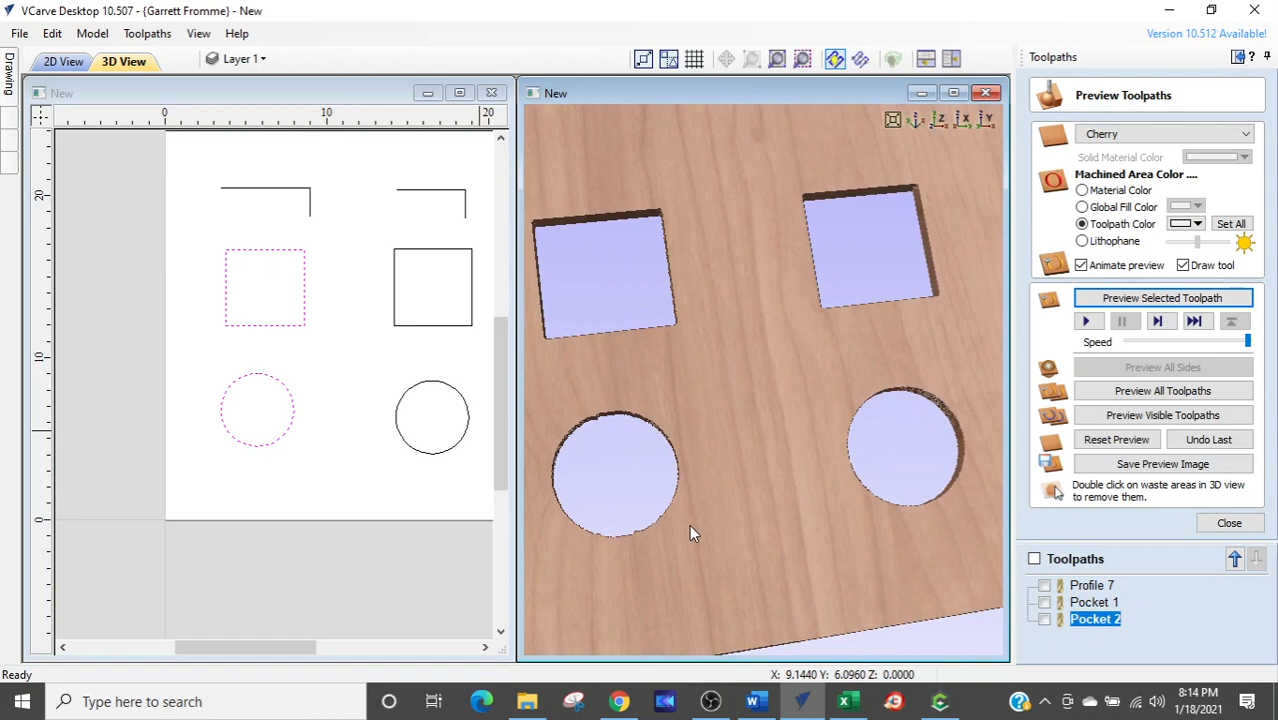 VCarve Desktop 10.507 - {Garrett Fromme} - New
File Edit Model Toolpaths View Help
Version 10.512 Available!
2D View 3D View Layer 1
Drawing
New
New
0 10 20
20
10
0
Toolpaths
Preview Toolpaths
Cherry
Solid Material Color
Machined Area Color ....
Material Color
Global Fill Color
Toolpath Color Set All
Lithophane
Animate preview Draw tool
Preview Selected Toolpath
Speed
Preview All Sides
Preview All Toolpaths
Preview Visible Toolpaths
Reset Preview Undo Last
Save Preview Image
Double click on waste areas in 3D view
to remove them.
Close
Toolpaths
Profile 7
Pocket 1
Pocket 2
Ready
X: 9.1440 Y: 6.0960 Z: 0.0000
Type here to search
8:14 PM
1/18/2021